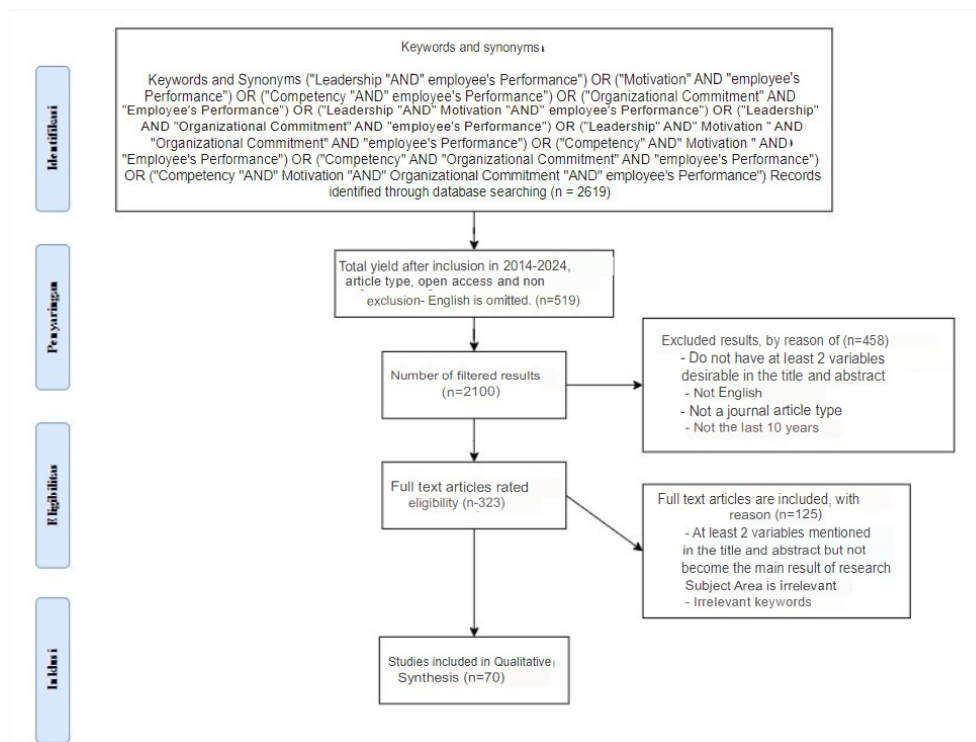 Identifikasi
Keywords and synonyms
Keywords and Synonyms ("Leadership "AND" employee's Performance") OR ("Motivation" AND "employee's
Performance") OR ("Competency "AND" employee's Performance") OR ("Organizational Commitment" AND
"Employee's Performance") OR ("Leadership "AND" Motivation "AND" employee's Performance") OR ("Leadership"
AND "Organizational Commitment" AND "employee's Performance") OR ("Leadership" AND" Motivation " AND
"Organizational Commitment" AND "employee's Performance") OR ("Competency "AND" Motivation " AND
"Employee's Performance") OR ("Competency" AND "Organizational Commitment" AND "employee's Performance")
OR ("Competency "AND" Motivation "AND" Organizational Commitment "AND" employee's Performance") Records
identified through database searching (n = 2619)
Penyaringan
Total yield after inclusion in 2014-2024,
article type, open access and non
exclusion- English is omitted. (n=519)
Number of filtered results
(n=2100)
Excluded results, by reason of (n=458)
- Do not have at least 2 variables
desirable in the title and abstract
- Not English
- Not a journal article type
- Not the last 10 years
Eligibilitas
Full text articles rated
eligibility (n-323)
Full text articles are included, with
reason (n=125)
- At least 2 variables mentioned
in the title and abstract but not
become the main result of research
Subject Area is irrelevant
- Irrelevant keywords
Inklusi
Studies included in Qualitative
Synthesis (n=70)